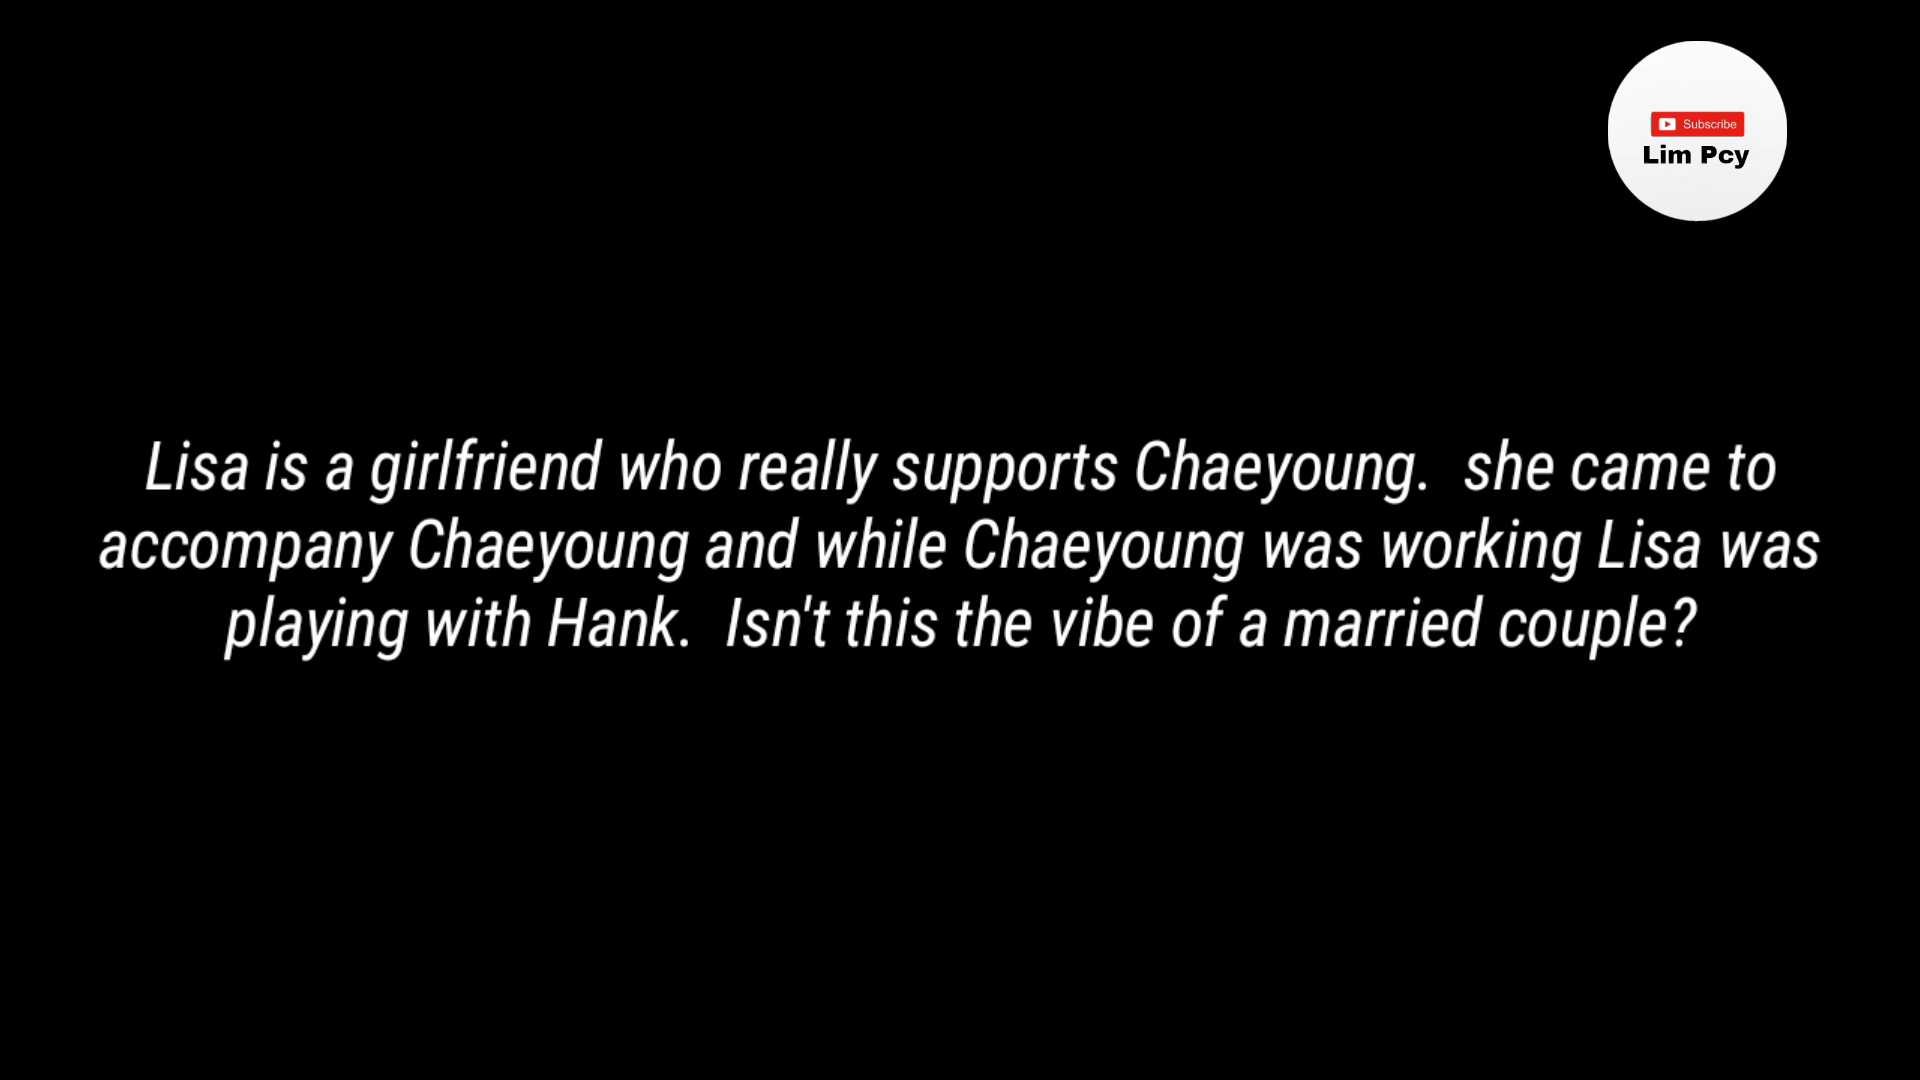 Subscribe
Lim Pcy
Lisa is a girlfriend who really supports Chaeyoung.  she came to
accompany Chaeyoung and while Chaeyoung was working Lisa was
playing with Hank.  Isn't this the vibe of a married couple?